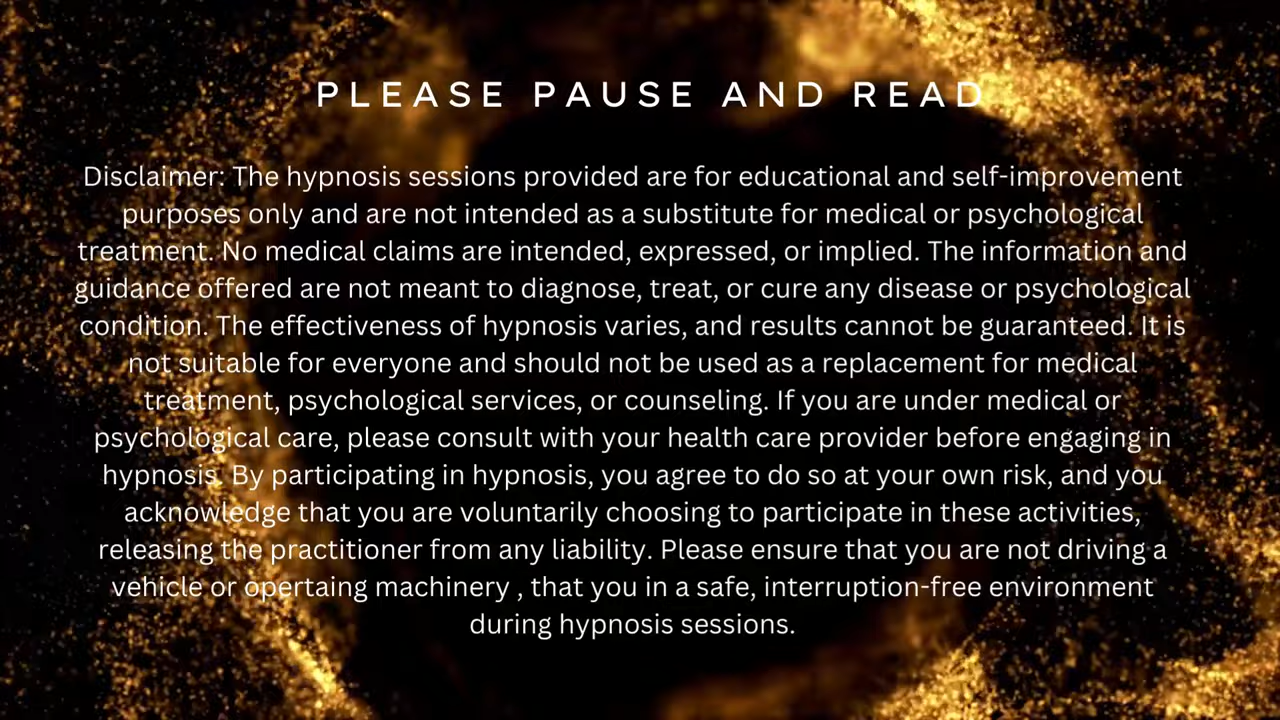 PLEASE PAUSE AND READ
Disclaimer: The hypnosis sessions provided are for educational and self-improvement
purposes only and are not intended as a substitute for medical or psychological
treatment. No medical claims are intended, expressed, or implied. The information and
guidance offered are not meant to diagnose, treat, or cure any disease or psychological
condition. The effectiveness of hypnosis varies, and results cannot be guaranteed. It is
not suitable for everyone and should not be used as a replacement for medical
treatment, psychological services, or counseling. If you are under medical or
psychological care, please consult with your health care provider before engaging in
hypnosis. By participating in hypnosis, you agree to do so at your own risk, and you
acknowledge that you are voluntarily choosing to participate in these activities,
releasing the practitioner from any liability. Please ensure that you are not driving a
vehicle or opertaing machinery , that you in a safe, interruption-free environment
during hypnosis sessions.